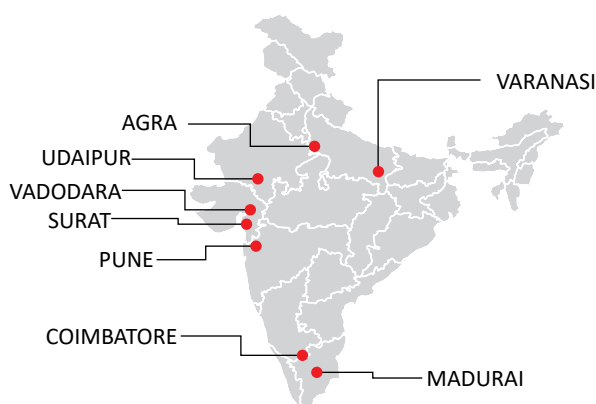 VARANASI
AGRA
UDAIPUR
VADODARA
SURAT
PUNE
COIMBATORE
MADURAI